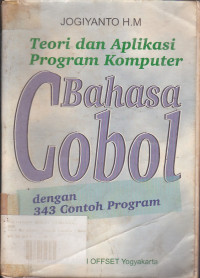 JOGIYANTO H.M
Teori dan Aplikasi
Program Komputer
Bahasa
Cobol
dengan
343 Contoh Program
OFFSET Yogyakarta